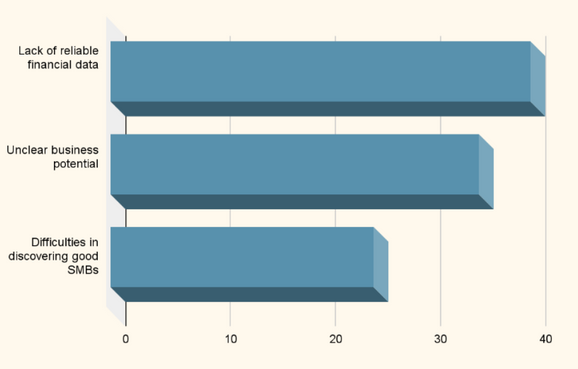 Lack of reliable
financial data
Unclear business
potential
Difficulties in
discovering good
SMBs
0 10 20 30 40